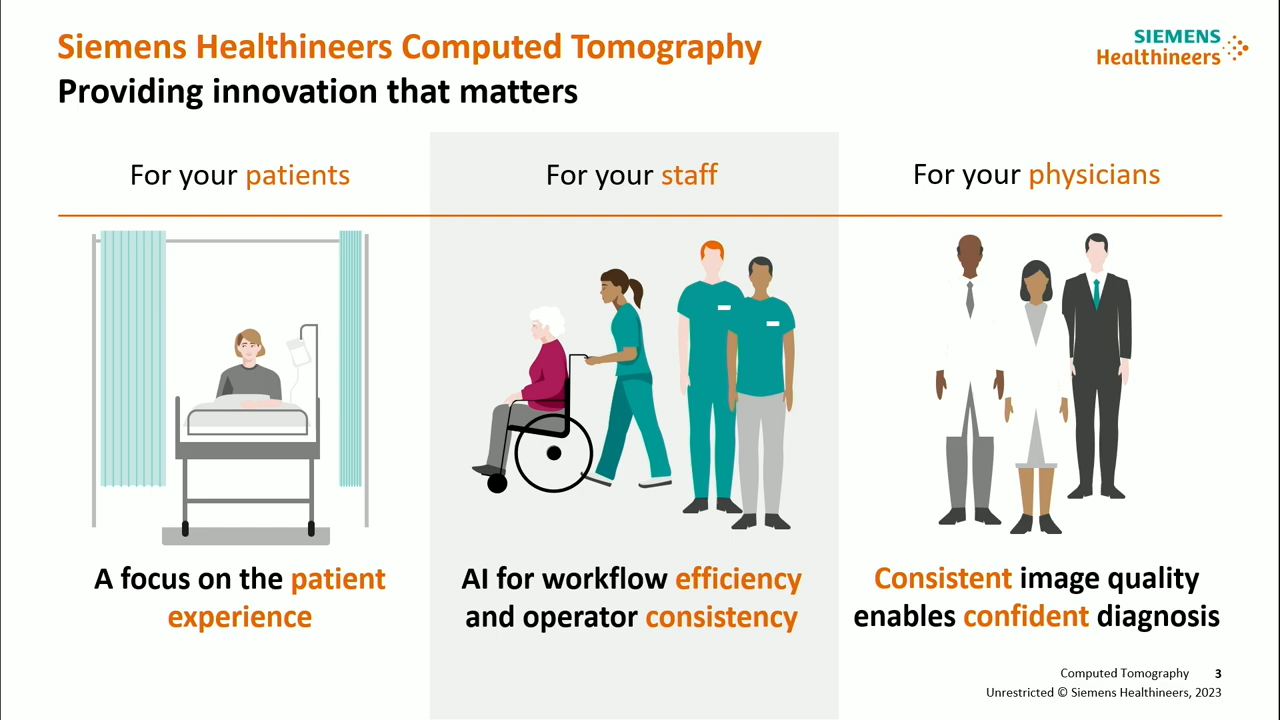 Siemens Healthineers Computed Tomography
Providing innovation that matters
SIEMENS
Healthineers
For your patients
For your staff
For your physicians
A focus on the patient
experience
AI for workflow efficiency
and operator consistency
Consistent image quality
enables confident diagnosis
Computed Tomography 3
Unrestricted © Siemens Healthineers, 2023